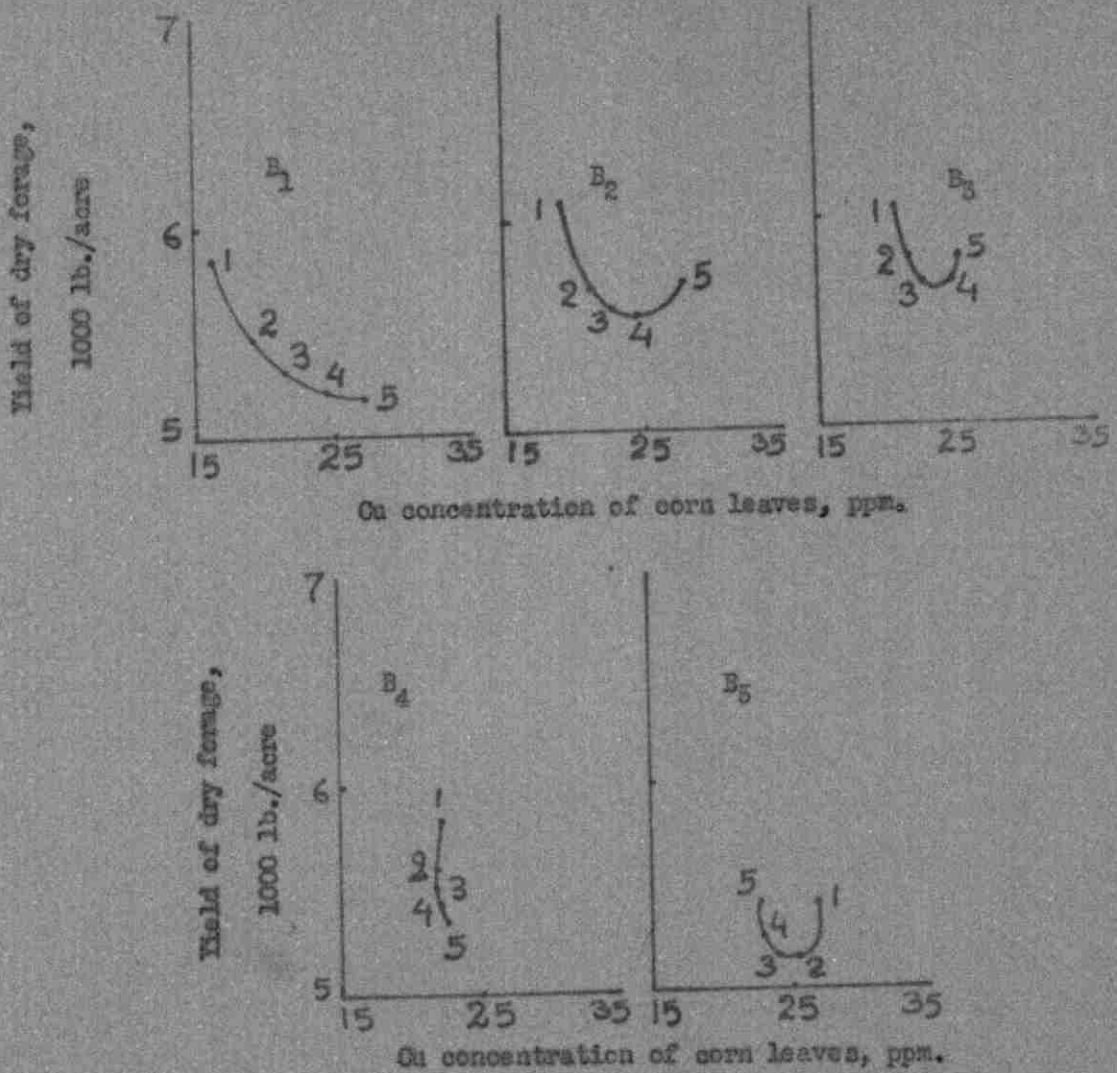 7
Yield of dry forage,
1000 lb./acre
6
5
B1
1
2
3
4
5
15 25 35
B2
1
2
3
4
5
15 25 35
B3
1
2
3
4
5
15 25 35
Cu concentration of corn leaves, ppm.
7
Yield of dry forage,
1000 lb./acre
6
5
B4
1
2
3
4
5
15 25 35
B5
5
4
3
2
1
15 25 35
Cu concentration of corn leaves, ppm.